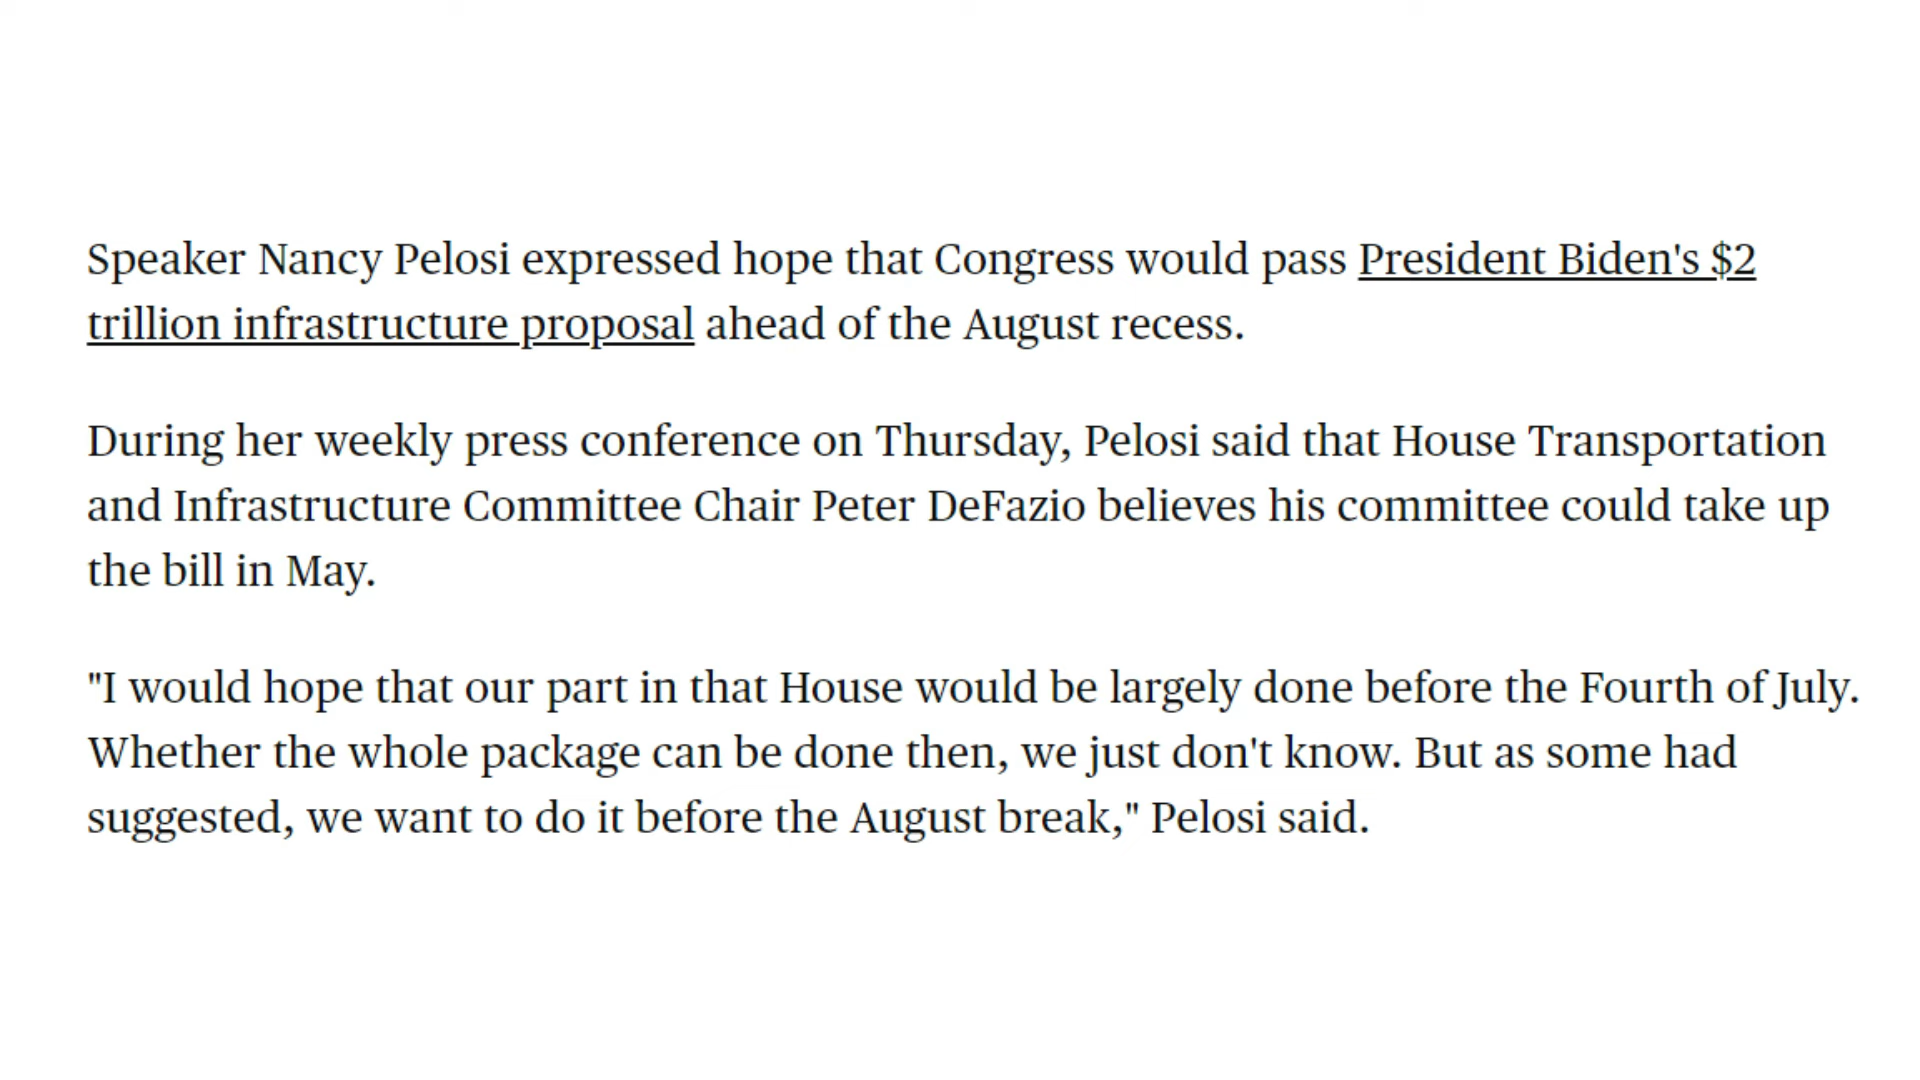 Speaker Nancy Pelosi expressed hope that Congress would pass President Biden's $2
trillion infrastructure proposal ahead of the August recess.
During her weekly press conference on Thursday, Pelosi said that House Transportation
and Infrastructure Committee Chair Peter DeFazio believes his committee could take up
the bill in May.
"I would hope that our part in that House would be largely done before the Fourth of July.
Whether the whole package can be done then, we just don't know. But as some had
suggested, we want to do it before the August break," Pelosi said.